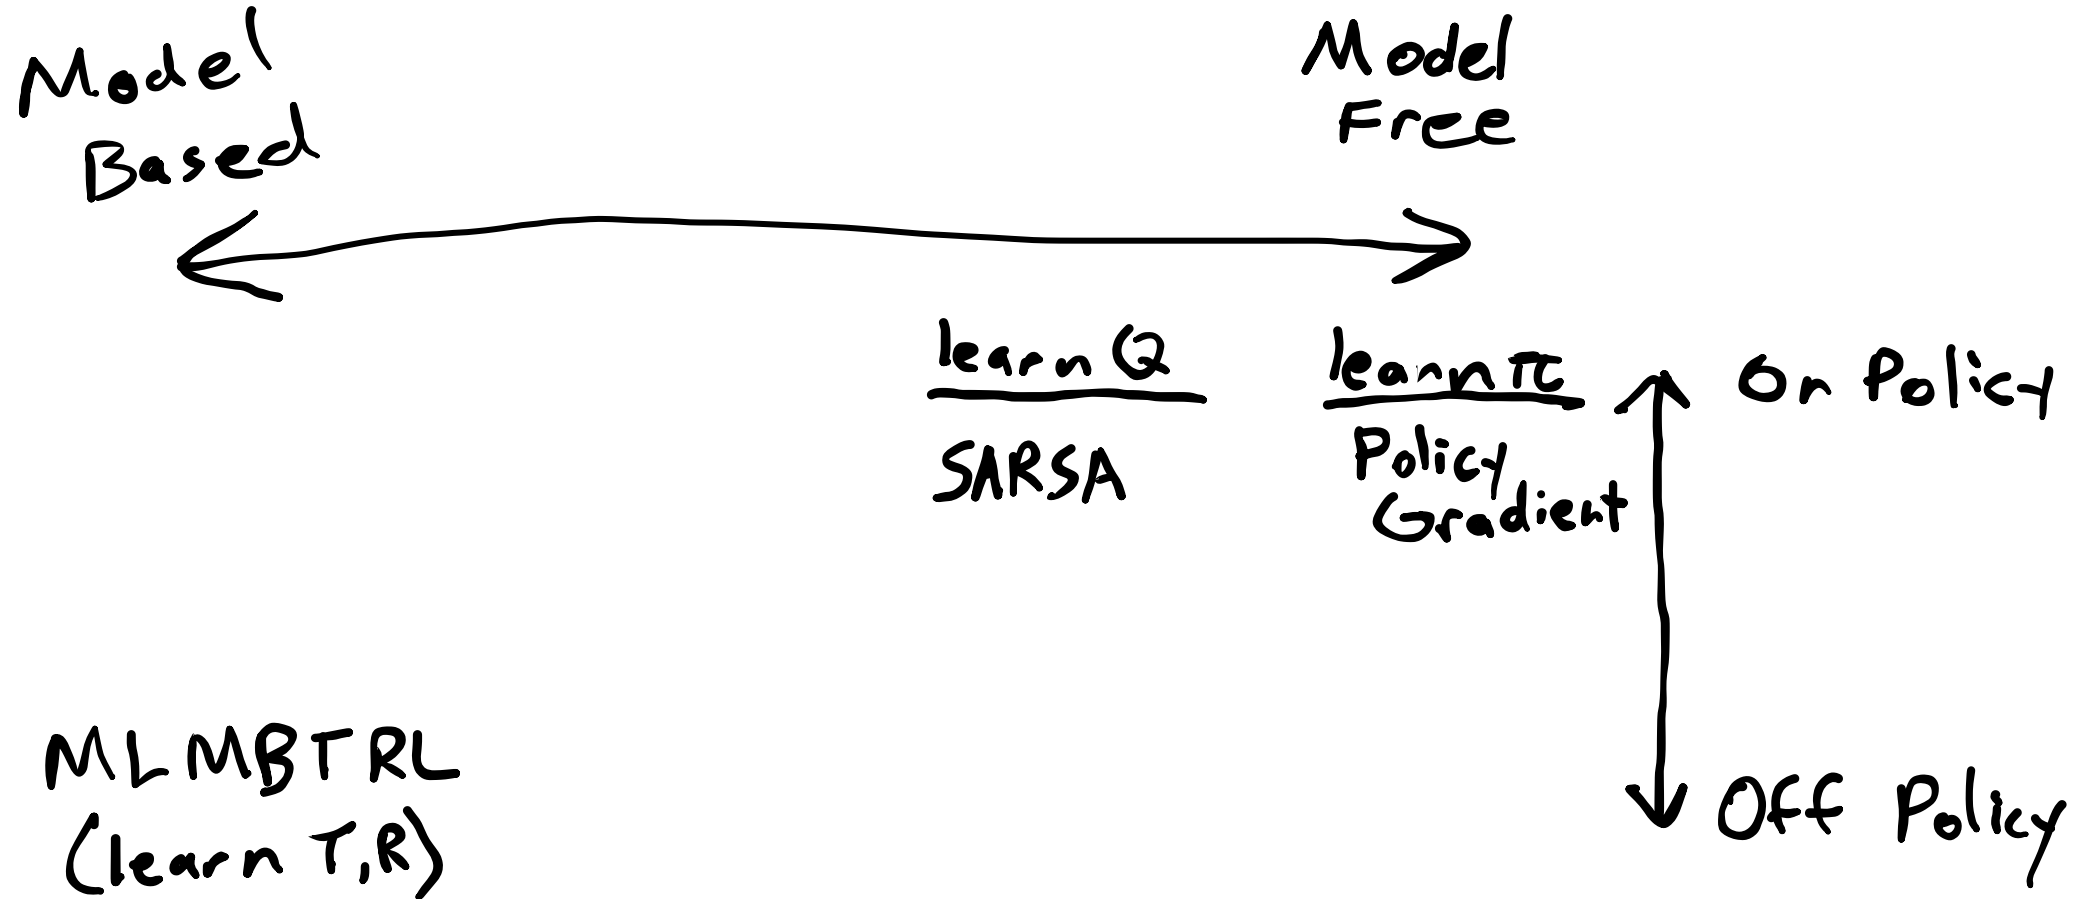 Model
Based
Model
Free
learn Q
SARSA
learn π
Policy
Gradient
On Policy
MLMBTRL
(learn T,R)
Off Policy